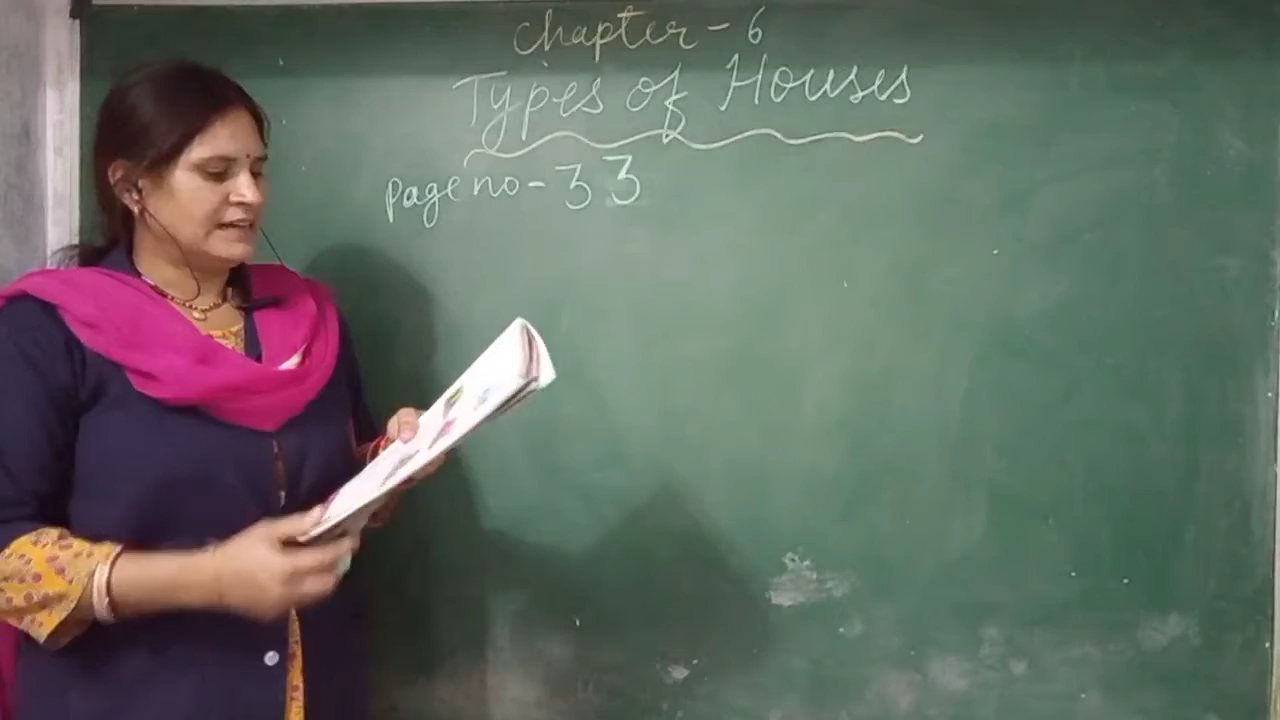 Chapter - 6
Types of Houses
Page no - 33